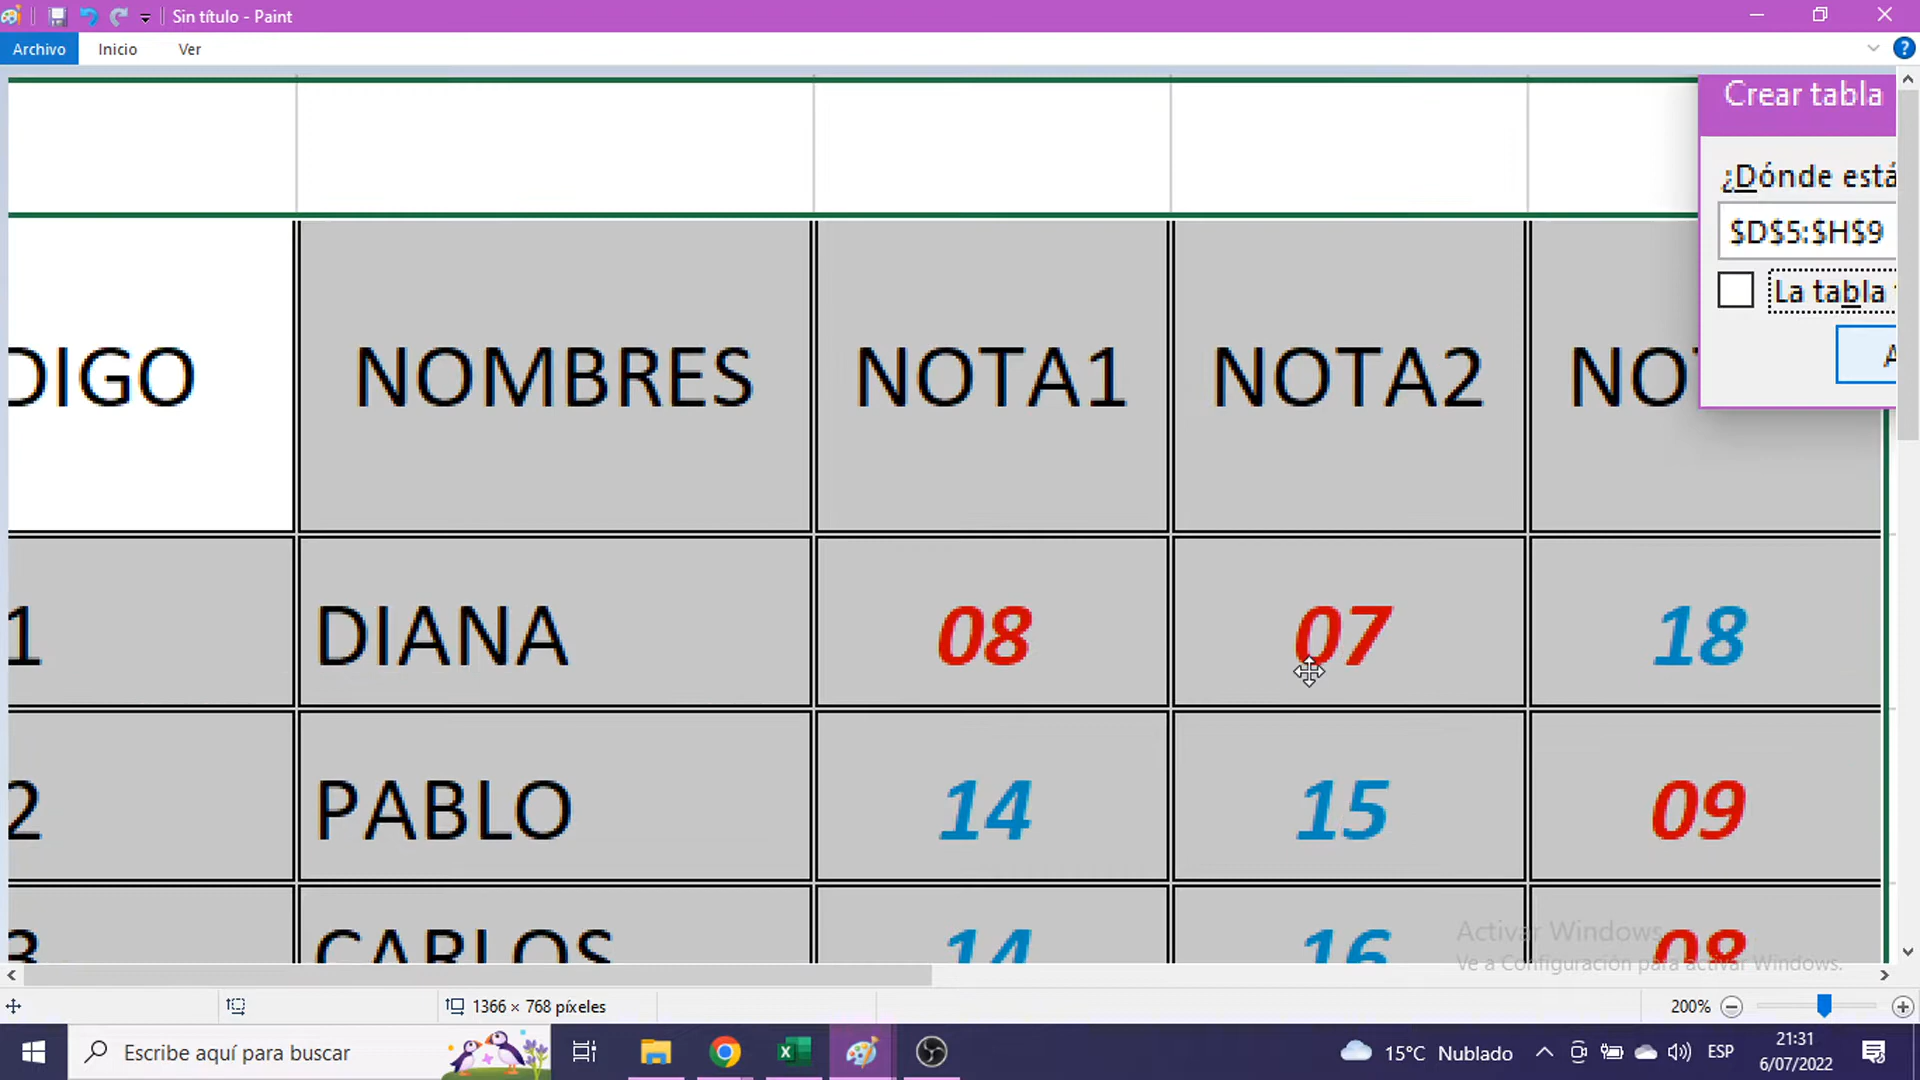 Sin título - Paint
Archivo Inicio Ver
Crear tabla
¿Dónde está
$D$5:$H$9
La tabla
DIGO NOMBRES NOTA1 NOTA2 NOT
1 DIANA 08 07 18
2 PABLO 14 15 09
3 CARLOS 14 16 08
Activar Windows
Ve a Configuración para activar Windows.
1366 × 768 píxeles 200%
Escribe aquí para buscar 15°C Nublado ESP 21:31
6/07/2022